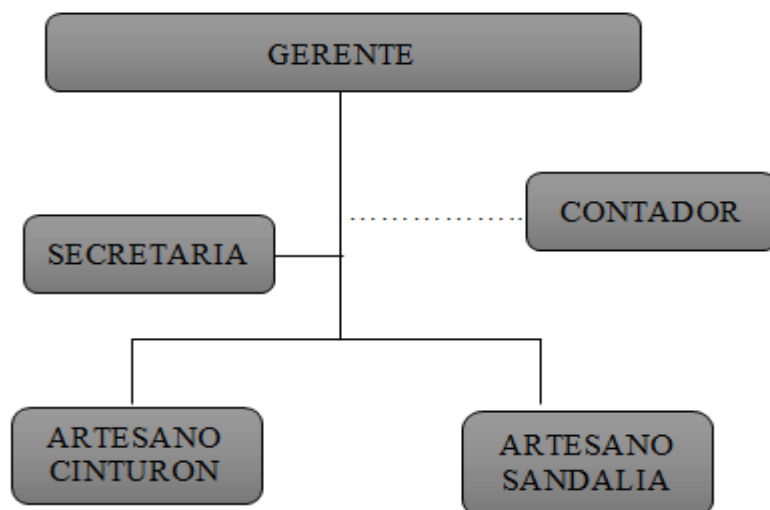 GERENTE
CONTADOR
SECRETARIA
ARTESANO
CINTURON
ARTESANO
SANDALIA